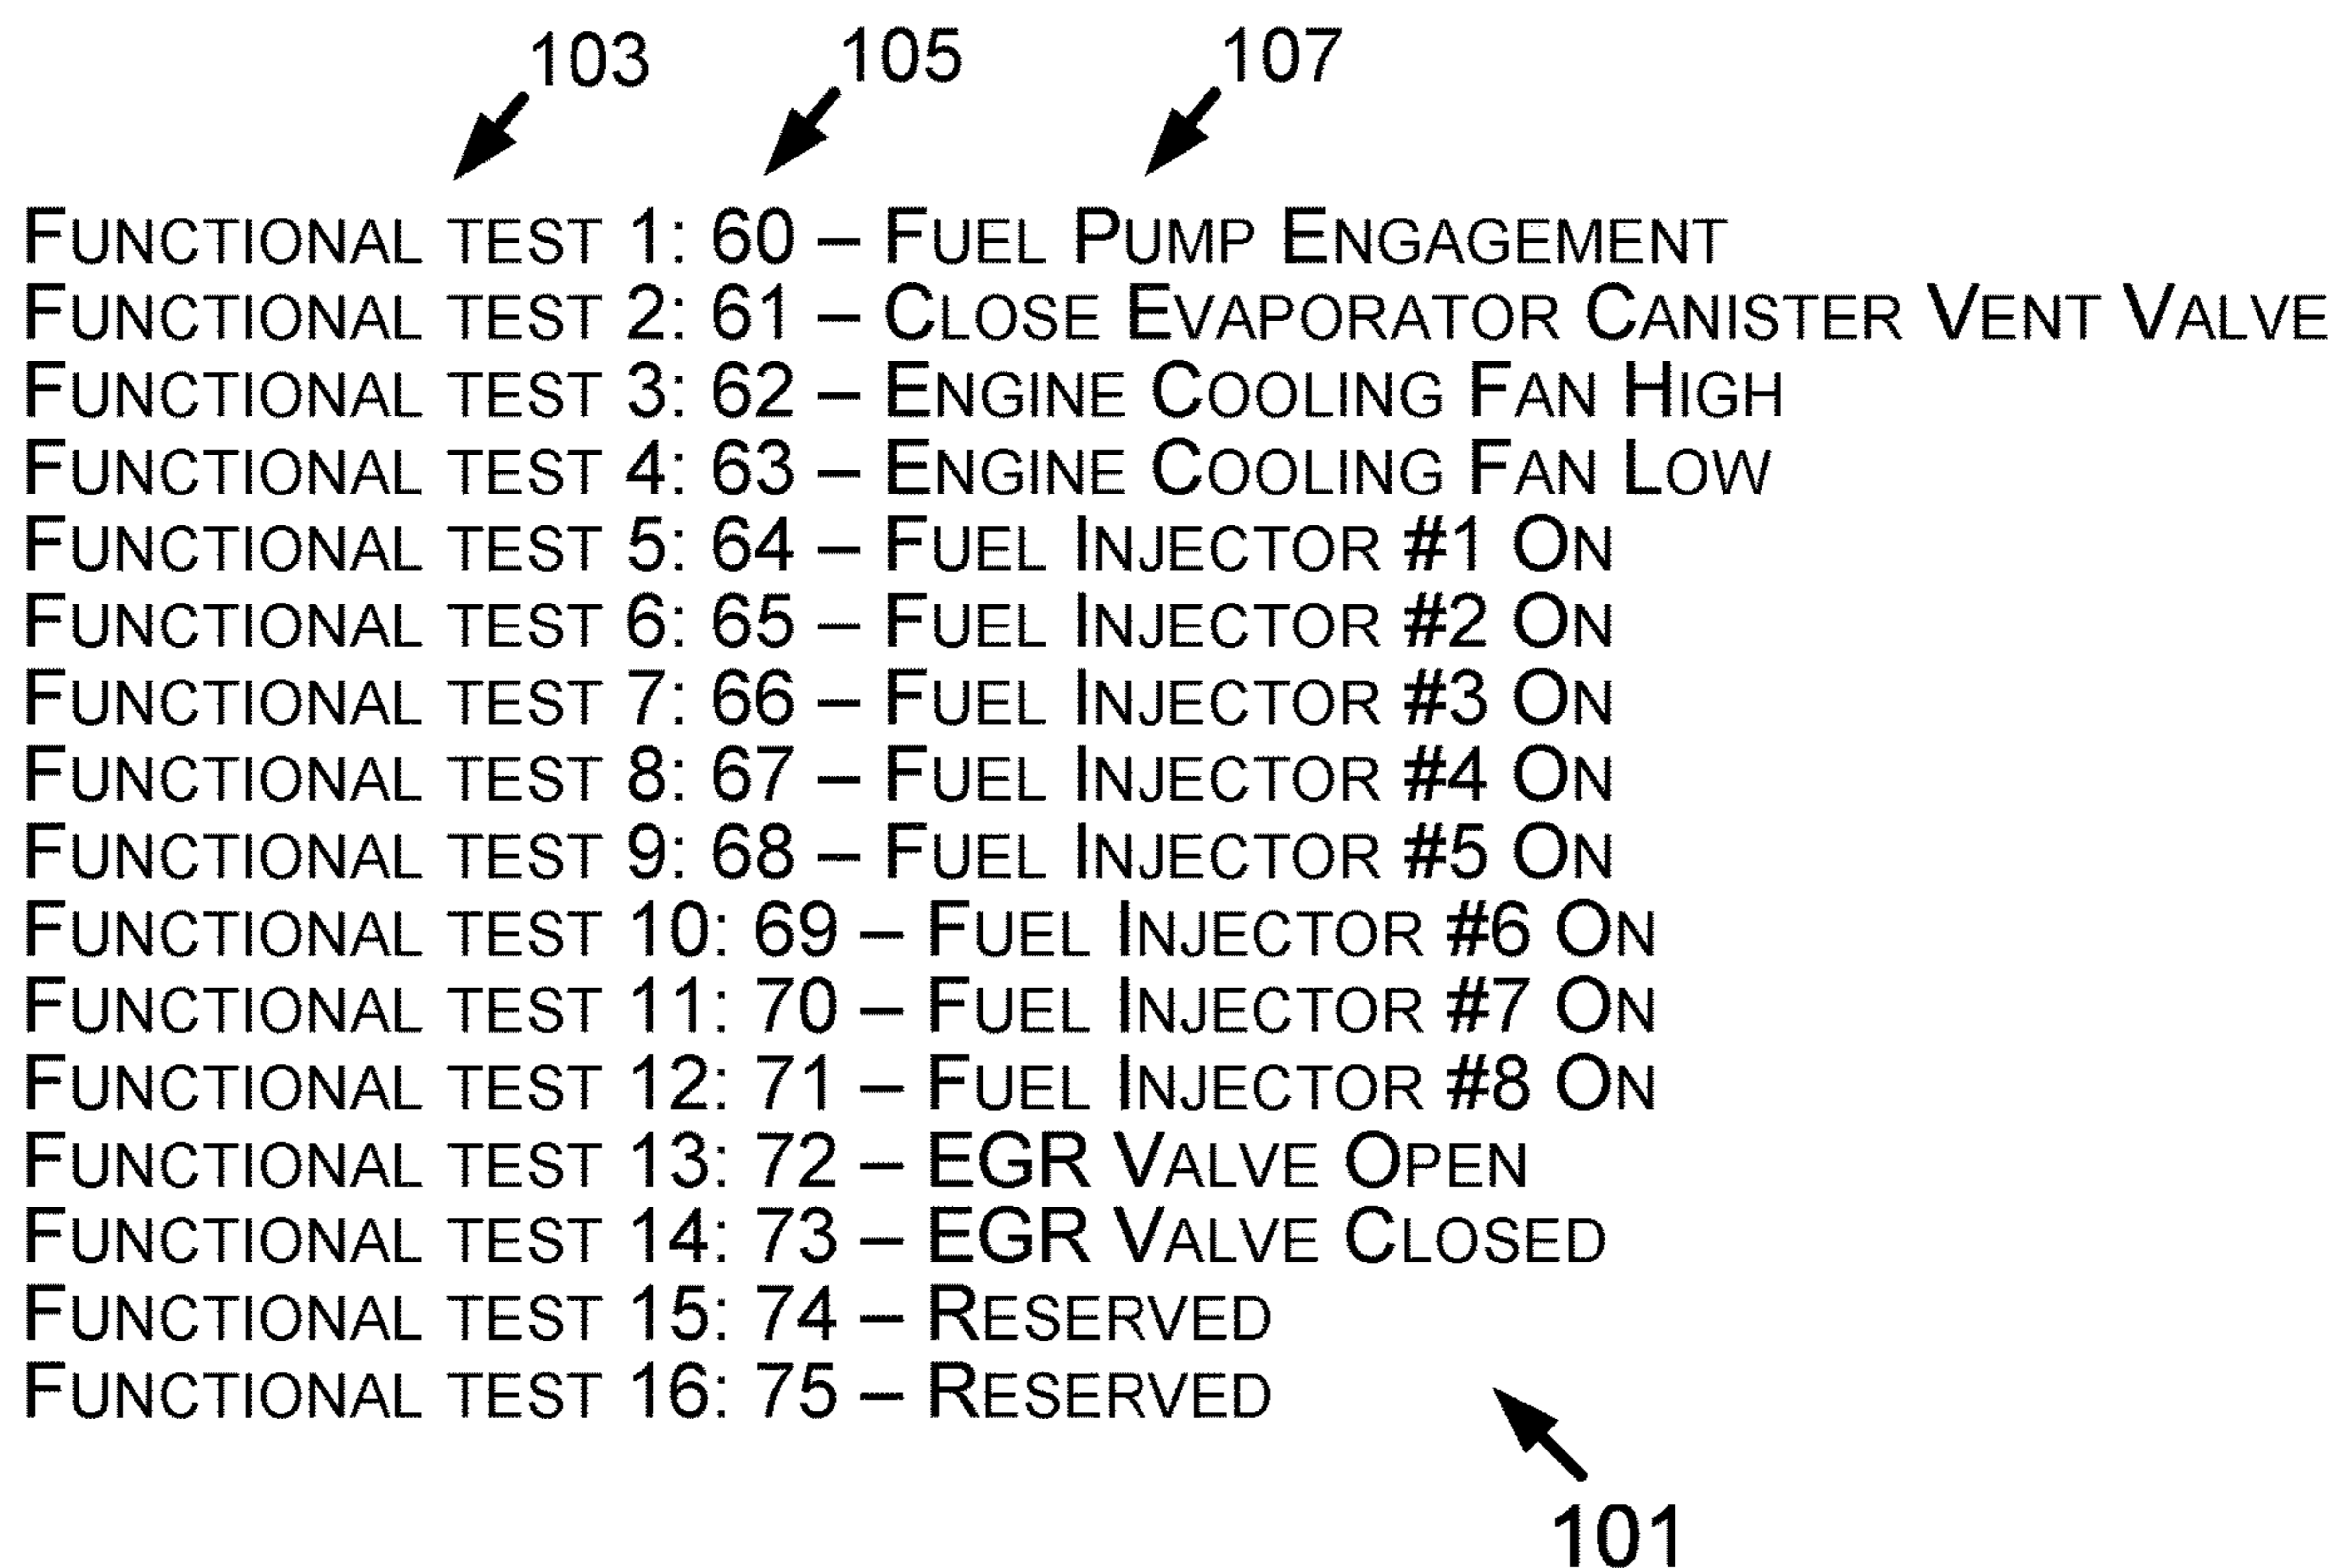 103 105 107
FUNCTIONAL TEST 1: 60 – FUEL PUMP ENGAGEMENT
FUNCTIONAL TEST 2: 61 – CLOSE EVAPORATOR CANISTER VENT VALVE
FUNCTIONAL TEST 3: 62 – ENGINE COOLING FAN HIGH
FUNCTIONAL TEST 4: 63 – ENGINE COOLING FAN LOW
FUNCTIONAL TEST 5: 64 – FUEL INJECTOR #1 ON
FUNCTIONAL TEST 6: 65 – FUEL INJECTOR #2 ON
FUNCTIONAL TEST 7: 66 – FUEL INJECTOR #3 ON
FUNCTIONAL TEST 8: 67 – FUEL INJECTOR #4 ON
FUNCTIONAL TEST 9: 68 – FUEL INJECTOR #5 ON
FUNCTIONAL TEST 10: 69 – FUEL INJECTOR #6 ON
FUNCTIONAL TEST 11: 70 – FUEL INJECTOR #7 ON
FUNCTIONAL TEST 12: 71 – FUEL INJECTOR #8 ON
FUNCTIONAL TEST 13: 72 – EGR VALVE OPEN
FUNCTIONAL TEST 14: 73 – EGR VALVE CLOSED
FUNCTIONAL TEST 15: 74 – RESERVED
FUNCTIONAL TEST 16: 75 – RESERVED
101